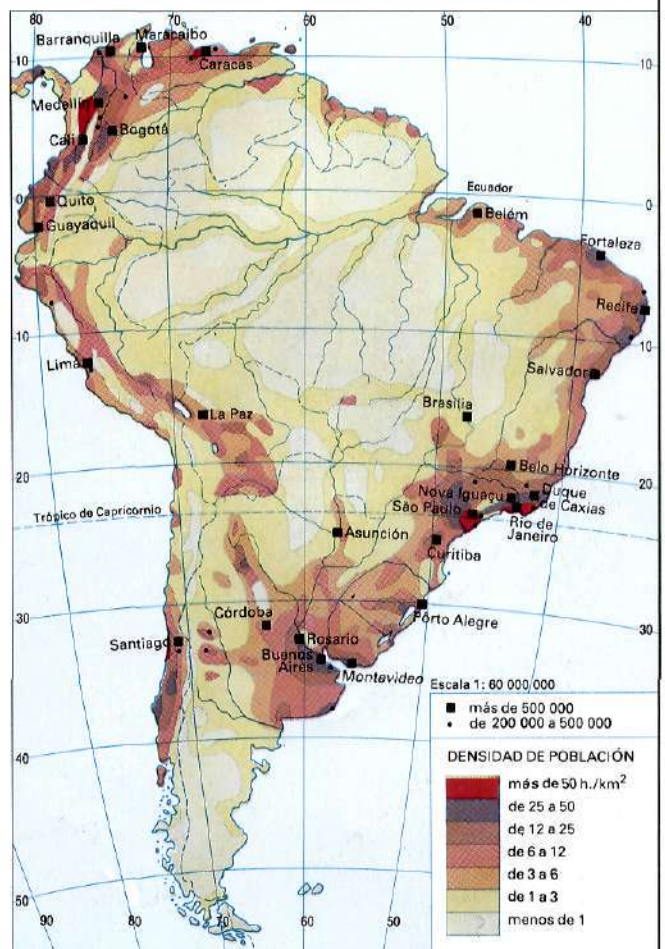 80
70
60
50
40
10
10
Barranquilla
Maracaibo
Caracas
Medellín
Bogotá
Cali
Quito
Ecuador
0
0
Guayaquil
Belém
Fortaleza
Recife
10
10
Lima
Salvador
La Paz
Brasilia
20
20
Belo Horizonte
Nova Iguaçu
Duque
de Caxias
São Paulo
Rio de
Janeiro
Trópico de Capricornio
Asunción
Curitiba
30
30
Córdoba
Pôrto Alegre
Santiago
Rosario
Buenos
Aires
Montevideo
Escala 1: 60 000 000
más de 500 000
de 200 000 a 500 000
DENSIDAD DE POBLACIÓN
más de 50 h./km²
de 25 a 50
de 12 a 25
de 6 a 12
de 3 a 6
de 1 a 3
menos de 1
40
50
90
80
70
60
50